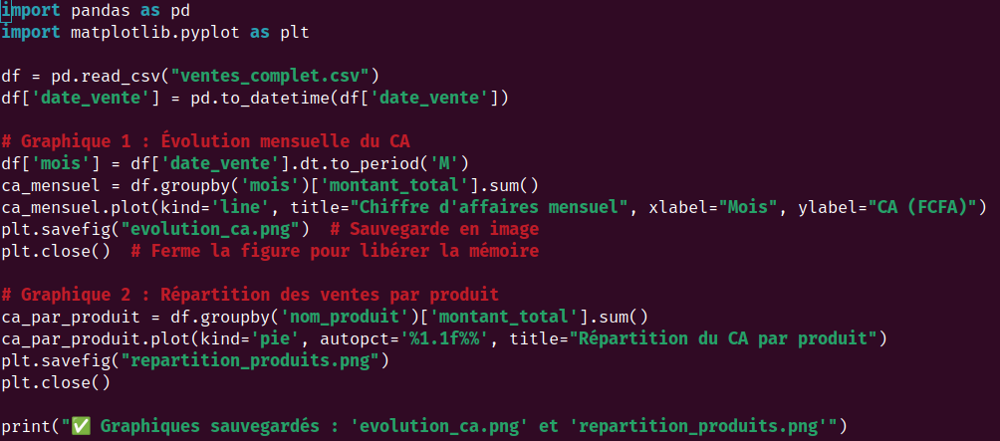 import pandas as pd
import matplotlib.pyplot as plt
df = pd.read_csv("ventes_complet.csv")
df['date_vente'] = pd.to_datetime(df['date_vente'])
# Graphique 1 : Évolution mensuelle du CA
df['mois'] = df['date_vente'].dt.to_period('M')
ca_mensuel = df.groupby('mois')['montant_total'].sum()
ca_mensuel.plot(kind='line', title="Chiffre d'affaires mensuel", xlabel="Mois", ylabel="CA (FCFA)")
plt.savefig("evolution_ca.png")  # Sauvegarde en image
plt.close()  # Ferme la figure pour libérer la mémoire
# Graphique 2 : Répartition des ventes par produit
ca_par_produit = df.groupby('nom_produit')['montant_total'].sum()
ca_par_produit.plot(kind='pie', autopct='%1.1f%%', title="Répartition du CA par produit")
plt.savefig("repartition_produits.png")
plt.close()
print("✅ Graphiques sauvegardés : 'evolution_ca.png' et 'repartition_produits.png'")